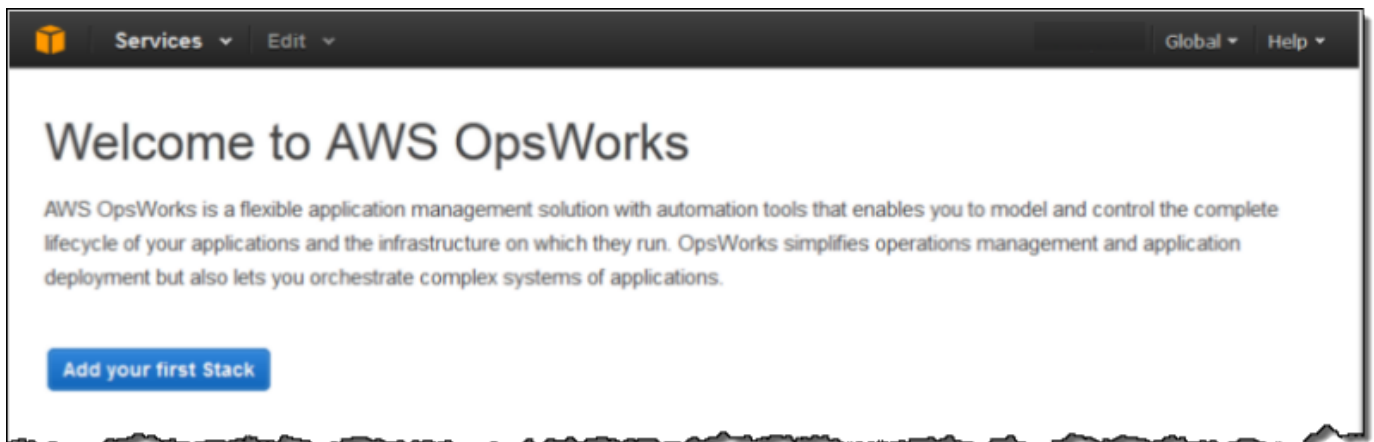 Services Edit Global Help
Welcome to AWS OpsWorks
AWS OpsWorks is a flexible application management solution with automation tools that enables you to model and control the complete
lifecycle of your applications and the infrastructure on which they run. OpsWorks simplifies operations management and application
deployment but also lets you orchestrate complex systems of applications.
Add your first Stack